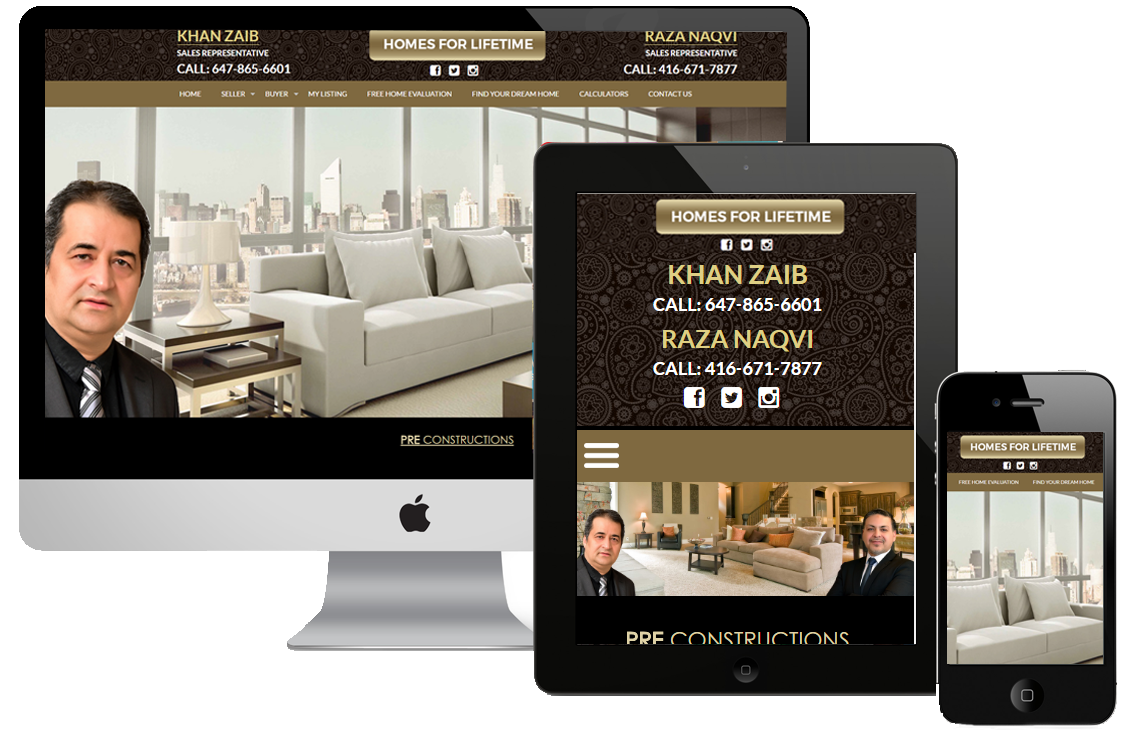 KHAN ZAIB
SALES REPRESENTATIVE
CALL: 647-865-6601
HOMES FOR LIFETIME
RAZA NAQVI
SALES REPRESENTATIVE
CALL: 416-671-7877
HOME SELLER BUYER MY LISTING FREE HOME EVALUATION FIND YOUR DREAM HOME CALCULATORS CONTACT US
PRE CONSTRUCTIONS
HOMES FOR LIFETIME
KHAN ZAIB
CALL: 647-865-6601
RAZA NAQVI
CALL: 416-671-7877
PRE CONSTRUCTIONS
HOMES FOR LIFETIME
FREE HOME EVALUATION FIND YOUR DREAM HOME